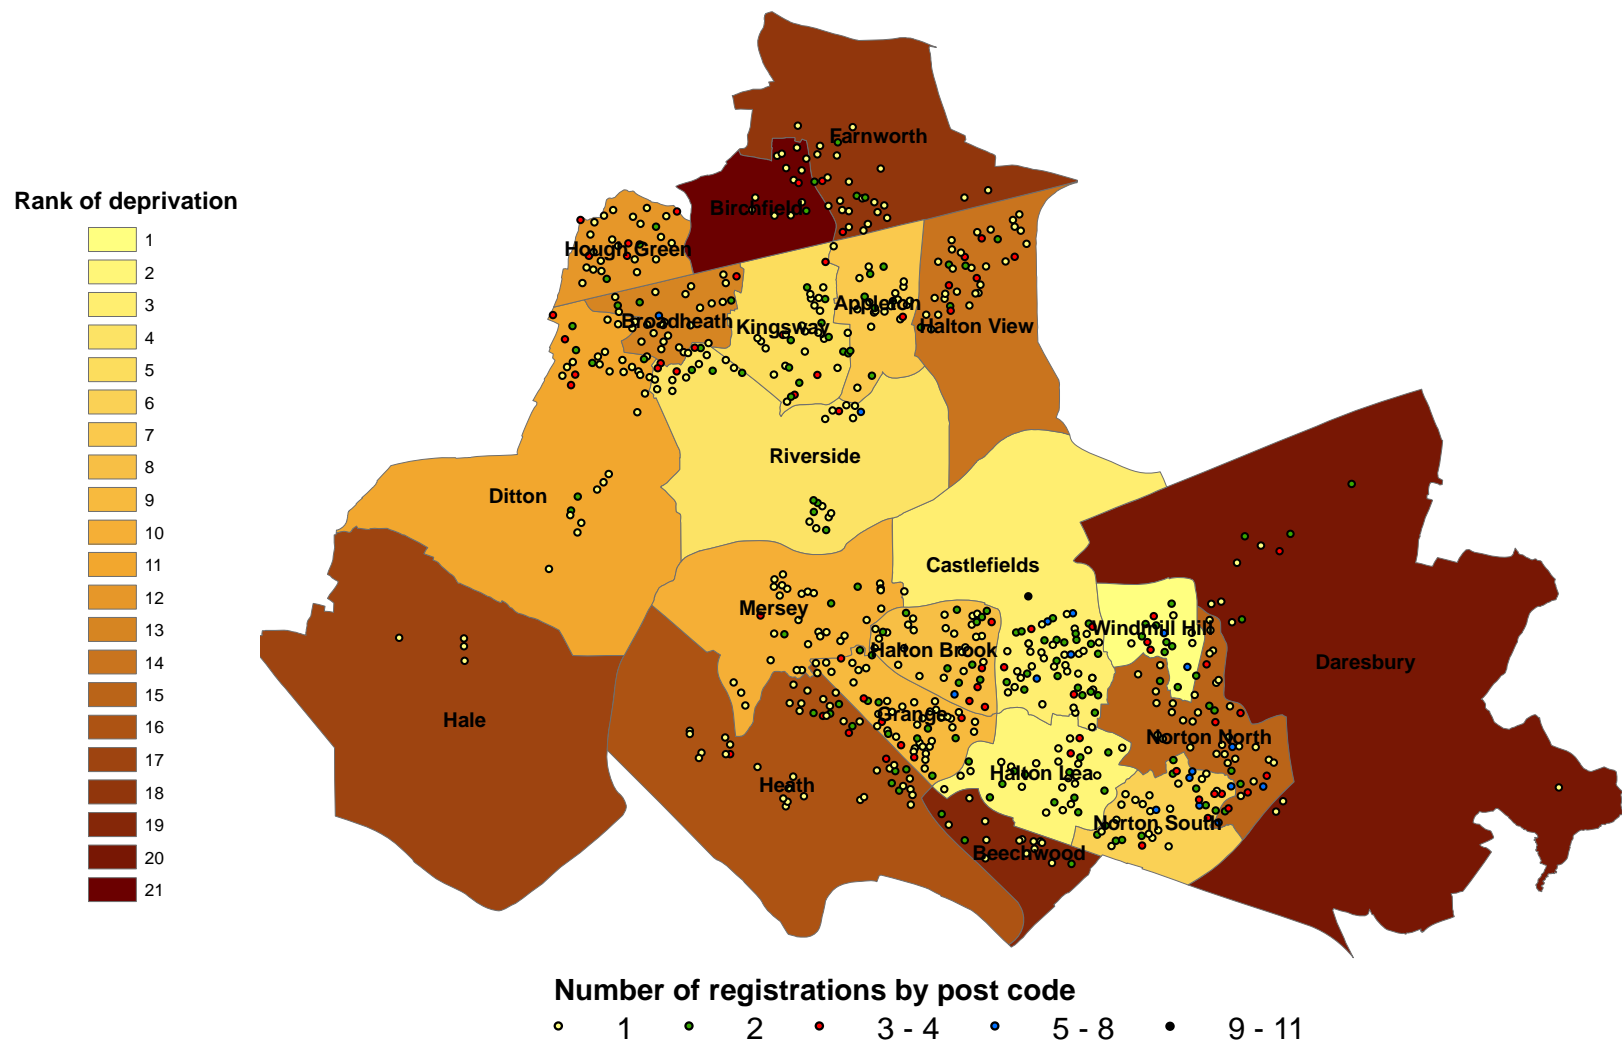 Rank of deprivation
1
2
3
4
5
6
7
8
9
10
11
12
13
14
15
16
17
18
19
20
21
Farnworth
Birchfield
Hough Green
Appleton
Broadheath
Kingsway
Halton View
Riverside
Ditton
Castlefields
Mersey
Windmill Hill
Halton Brook
Daresbury
Grange
Hale
Norton North
Halton Lea
Heath
Norton South
Beechwood
Number of registrations by post code
1
2
3 - 4
5 - 8
9 - 11